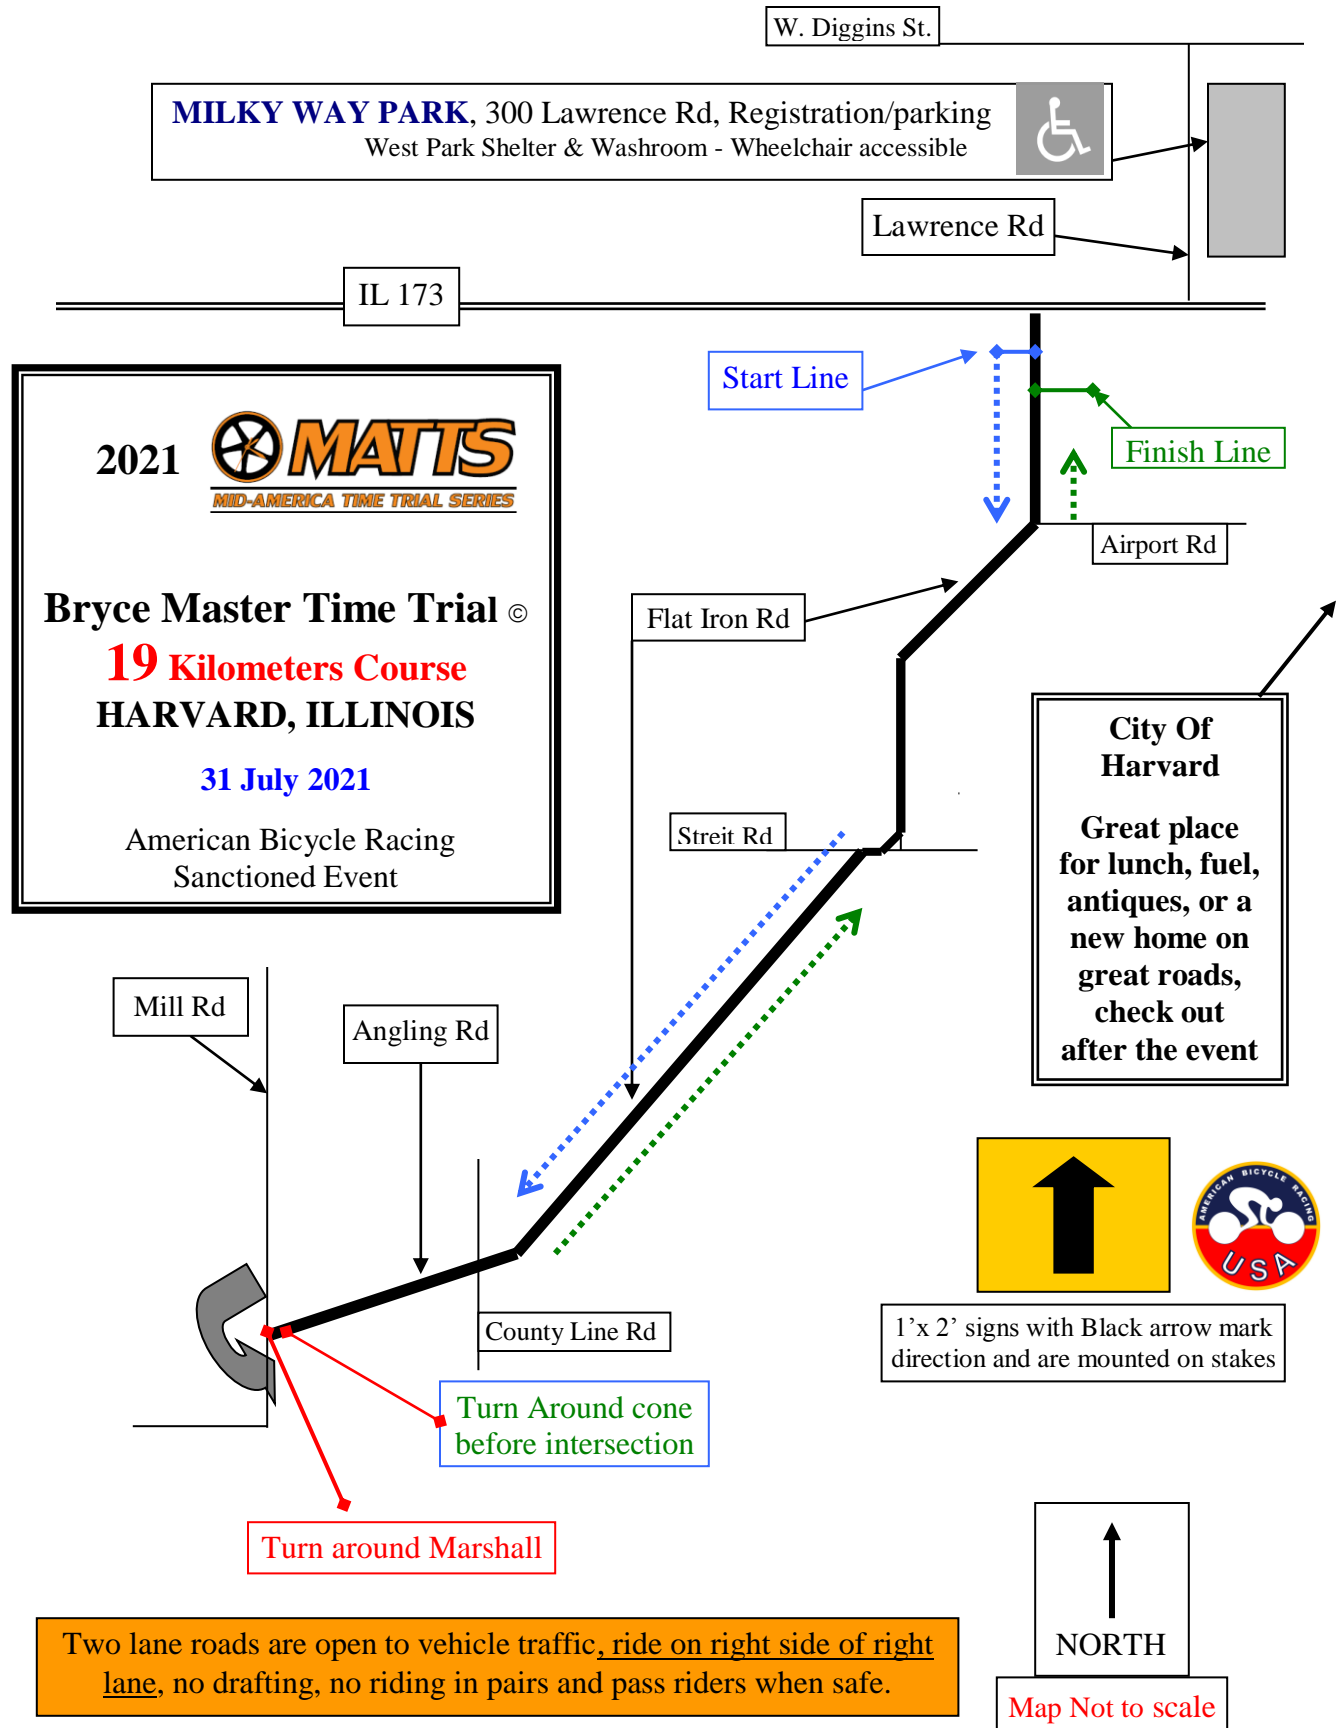 W. Diggins St.
MILKY WAY PARK, 300 Lawrence Rd, Registration/parking
West Park Shelter & Washroom - Wheelchair accessible
Lawrence Rd
IL 173
Start Line
Finish Line
2021
MATTS
MID-AMERICA TIME TRIAL SERIES
Bryce Master Time Trial ©
19 Kilometers Course
HARVARD, ILLINOIS
31 July 2021
American Bicycle Racing
Sanctioned Event
Airport Rd
Flat Iron Rd
City Of
Harvard
Great place
for lunch, fuel,
antiques, or a
new home on
great roads,
check out
after the event
Streit Rd
Mill Rd
Angling Rd
AMERICAN BICYCLE RACING
USA
County Line Rd
1’x 2’ signs with Black arrow mark
direction and are mounted on stakes
Turn Around cone
before intersection
Turn around Marshall
NORTH
Map Not to scale
Two lane roads are open to vehicle traffic, ride on right side of right
lane, no drafting, no riding in pairs and pass riders when safe.